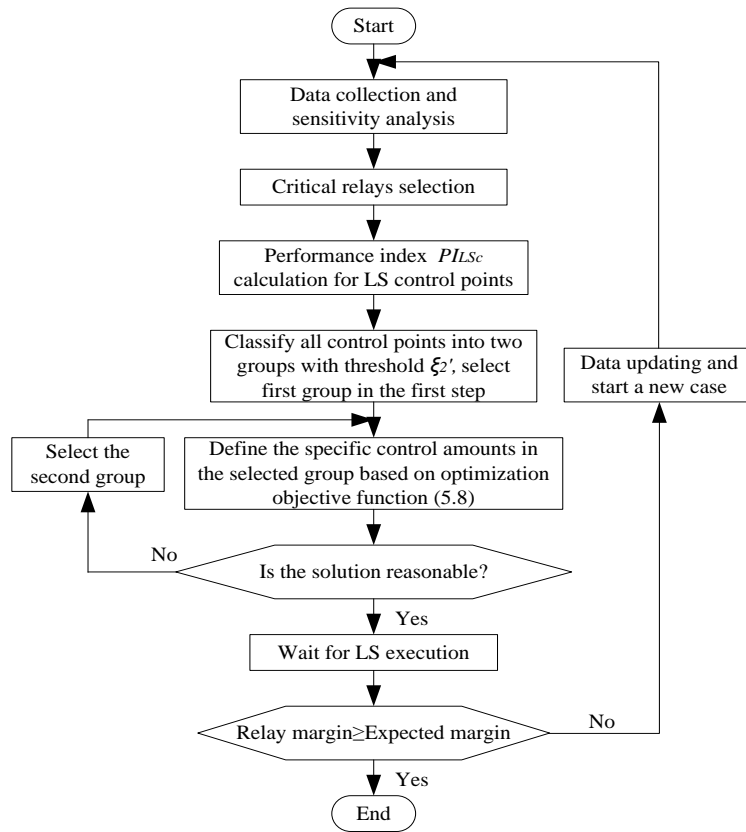 Start
Data collection and
sensitivity analysis
Critical relays selection
Performance index PILSc
calculation for LS control points
Classify all control points into two
groups with threshold ξ2', select
first group in the first step
Data updating and
start a new case
Select the
second group
Define the specific control amounts in
the selected group based on optimization
objective function (5.8)
No
Is the solution reasonable?
Yes
Wait for LS execution
Relay margin≥Expected margin
No
Yes
End